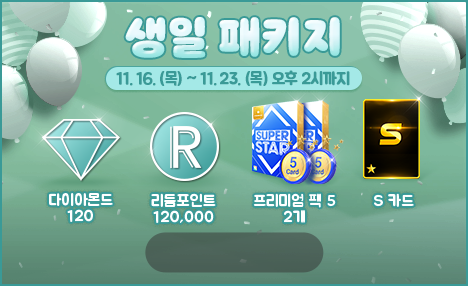 생일 패키지
11. 16. (목) ~ 11. 23. (목) 오후 2시까지
R
SUPER
STAR
5
Card
5
Card
S
다이아몬드
120
리듬포인트
120,000
프리미엄 팩 5
2개
S 카드